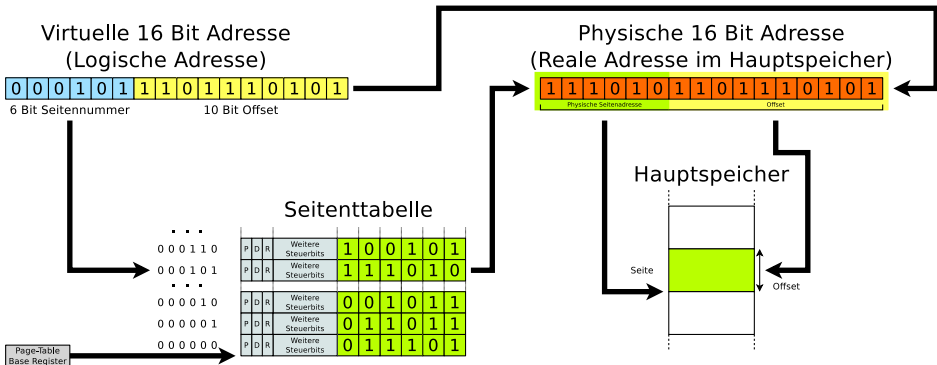 Virtuelle 16 Bit Adresse
(Logische Adresse)
0 0 0 1 0 1 1 1 0 1 1 1 0 1 0 1
6 Bit Seitennummer
10 Bit Offset
Physische 16 Bit Adresse
(Reale Adresse im Hauptspeicher)
1 1 1 0 1 0 1 1 0 1 1 1 0 1 0 1
Physische Seitenadresse
Offset
Hauptspeicher
Seite
Offset
Seitenttabelle
. . .
0 0 0 1 1 0
P D R Weitere Steuerbits 1 0 0 1 0 1
0 0 0 1 0 1
P D R Weitere Steuerbits 1 1 1 0 1 0
. . .
0 0 0 0 1 0
P D R Weitere Steuerbits 0 0 1 0 1 1
0 0 0 0 0 1
P D R Weitere Steuerbits 0 1 1 0 1 1
0 0 0 0 0 0
P D R Weitere Steuerbits 0 1 1 1 0 1
Page-Table
Base Register